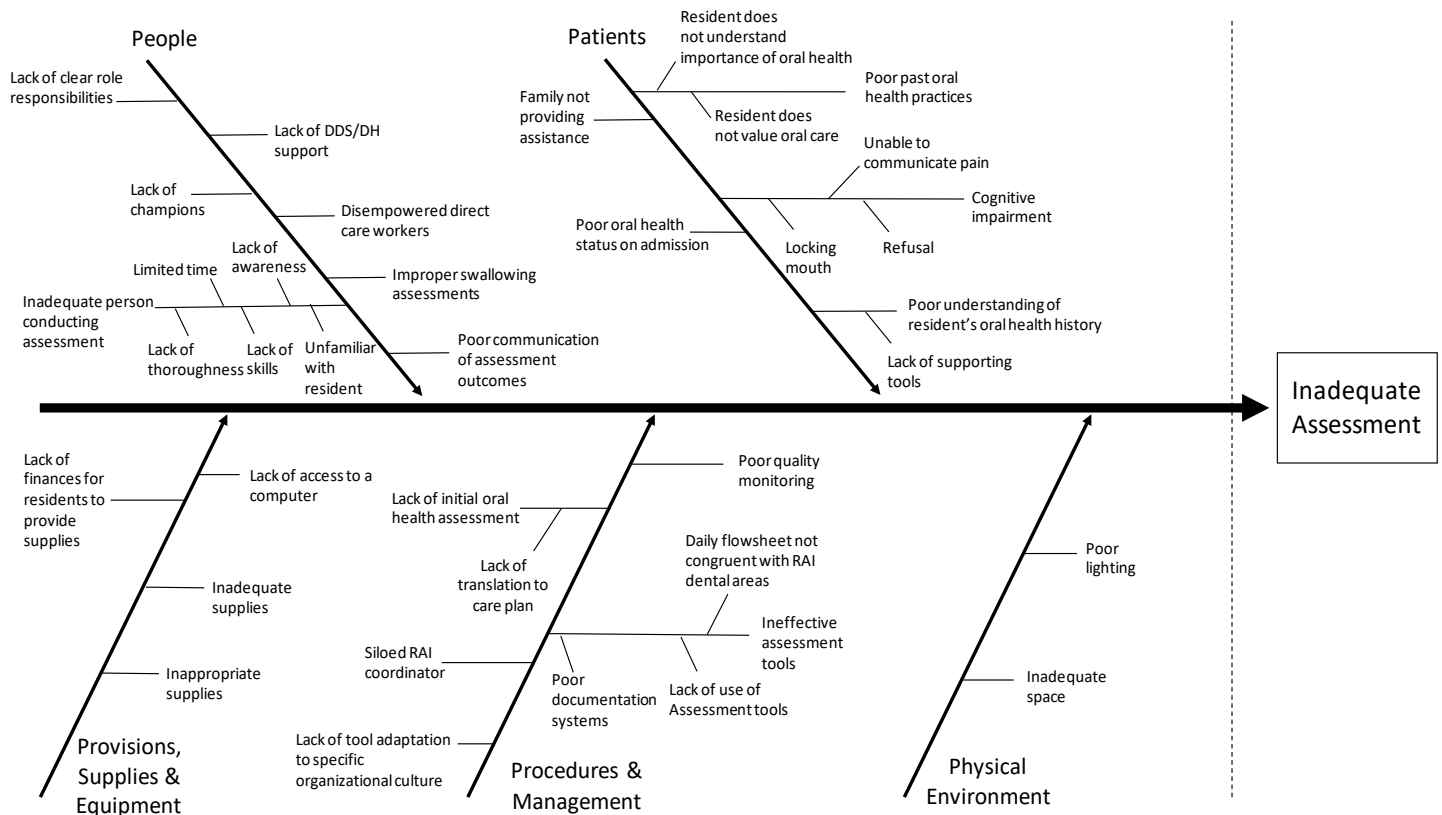 People
Lack of clear role
responsibilities
Lack of DDS/DH
support
Lack of
champions
Disempowered direct
care workers
Lack of
awareness
Limited time
Improper swallowing
assessments
Inadequate person
conducting
assessment
Lack of
thoroughness
Lack of
skills
Unfamiliar
with
resident
Poor communication
of assessment
outcomes
Patients
Resident does
not understand
importance of oral health
Poor past oral
health practices
Family not
providing
assistance
Resident does
not value oral care
Unable to
communicate pain
Cognitive
impairment
Poor oral health
status on admission
Locking
mouth
Refusal
Poor understanding of
resident's oral health history
Lack of supporting
tools
Inadequate
Assessment
Lack of
finances for
residents to
provide
supplies
Lack of access to a
computer
Inadequate
supplies
Inappropriate
supplies
Provisions,
Supplies &
Equipment
Poor quality
monitoring
Lack of initial oral
health assessment
Lack of
translation to
care plan
Daily flowsheet not
congruent with RAI
dental areas
Ineffective
assessment
tools
Siloed RAI
coordinator
Poor
documentation
systems
Lack of use of
Assessment tools
Lack of tool adaptation
to specific
organizational culture
Procedures &
Management
Poor
lighting
Inadequate
space
Physical
Environment